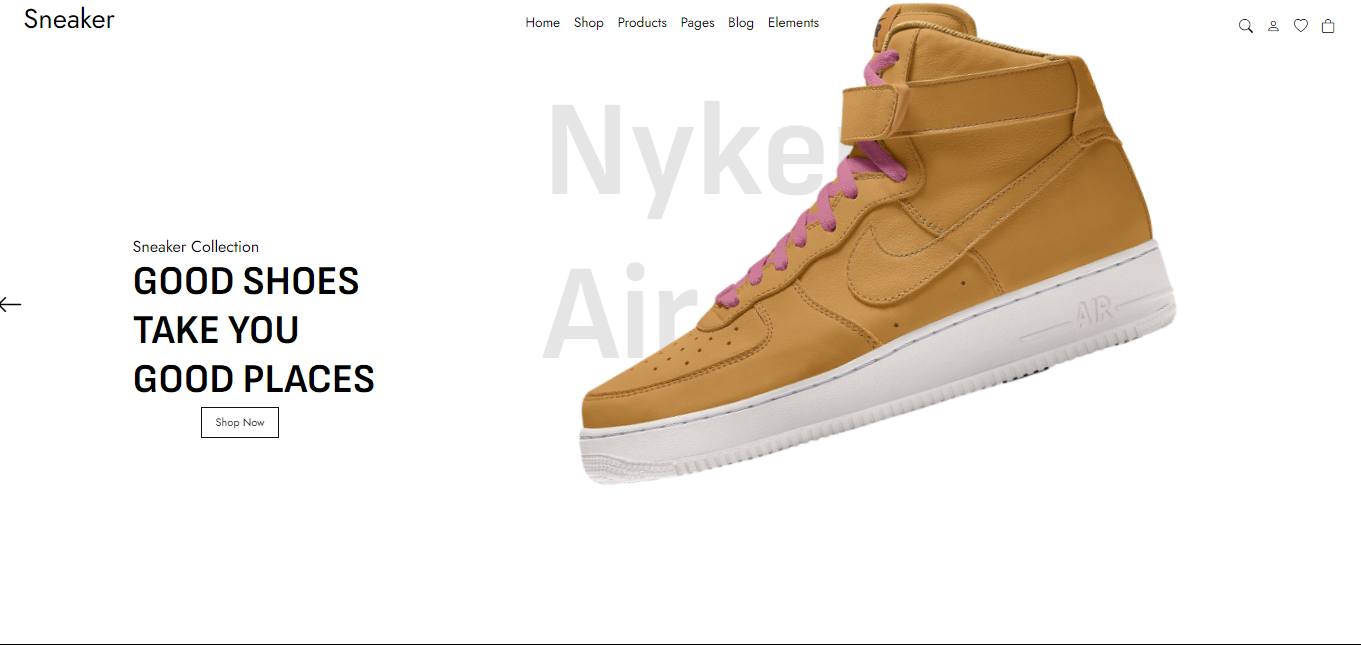 Sneaker
Home Shop Products Pages Blog Elements
Nyke
Air
Sneaker Collection
GOOD SHOES
TAKE YOU
GOOD PLACES
Shop Now
AIR